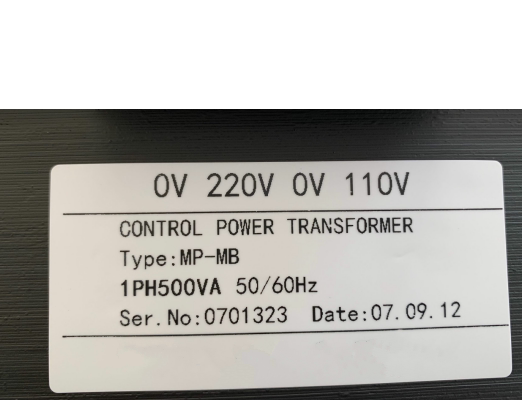 0V 220V 0V 110V
CONTROL POWER TRANSFORMER
Type:MP-MB
1PH500VA 50/60Hz
Ser.No:0701323 Date:07.09.12